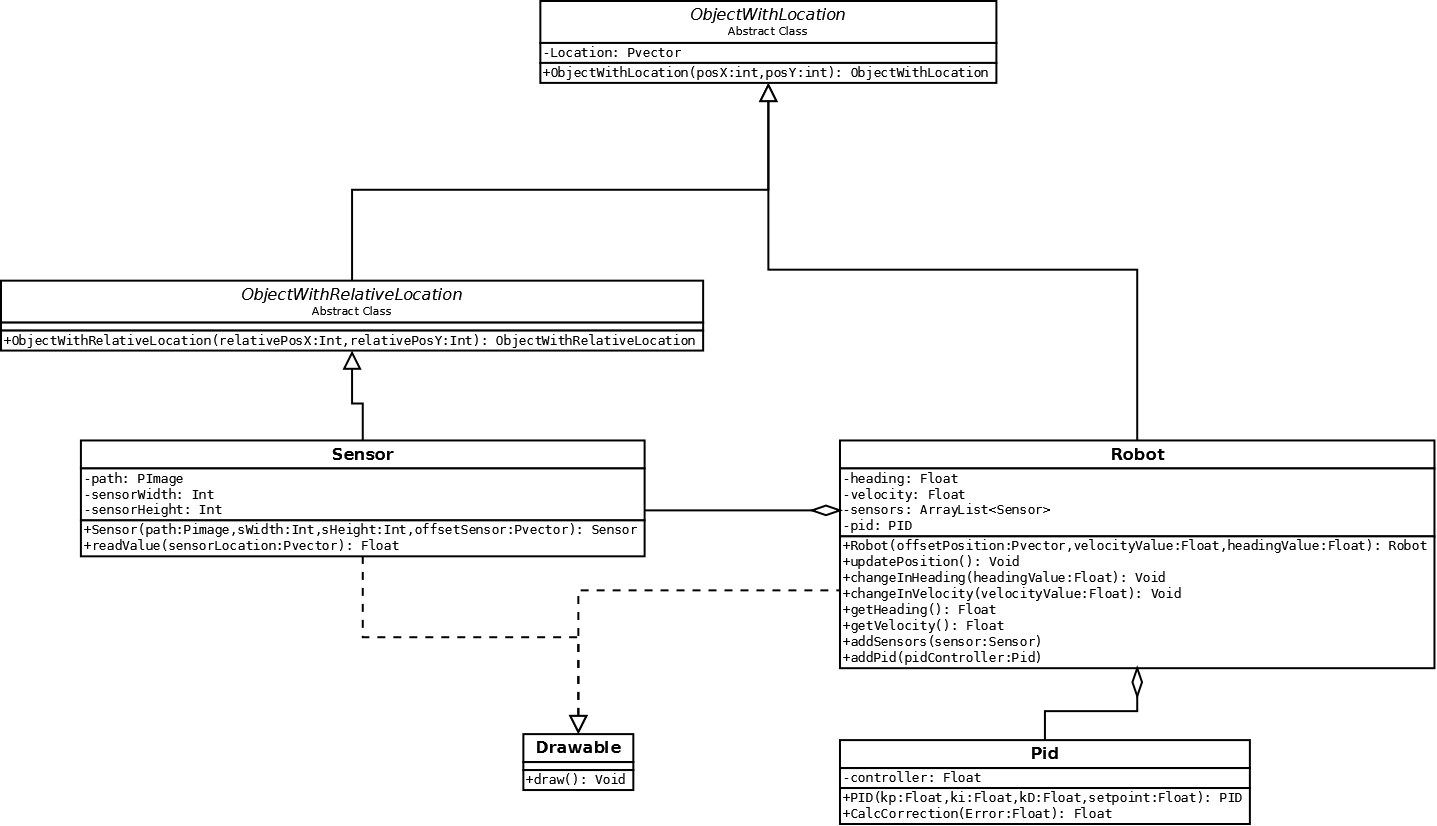 ObjectWithLocation
Abstract Class
-Location: Pvector
+ObjectWithLocation(posX:int,posY:int): ObjectWithLocation
ObjectWithRelativeLocation
Abstract Class
+ObjectWithRelativeLocation(relativePosX:Int,relativePosY:Int): ObjectWithRelativeLocation
Sensor
-path: PImage
-sensorWidth: Int
-sensorHeight: Int
+Sensor(path:Pimage,sWidth:Int,sHeight:Int,offsetSensor:Pvector): Sensor
+readValue(sensorLocation:Pvector): Float
Robot
-heading: Float
-velocity: Float
-sensors: ArrayList<Sensor>
-pid: PID
+Robot(offsetPosition:Pvector,velocityValue:Float,headingValue:Float): Robot
+updatePosition(): Void
+changeInHeading(headingValue:Float): Void
+changeInVelocity(velocityValue:Float): Void
+getHeading(): Float
+getVelocity(): Float
+addSensors(sensor:Sensor)
+addPid(pidController:Pid)
Drawable
+draw(): Void
Pid
-controller: Float
+PID(kp:Float,ki:Float,kD:Float,setpoint:Float): PID
+CalcCorrection(Error:Float): Float